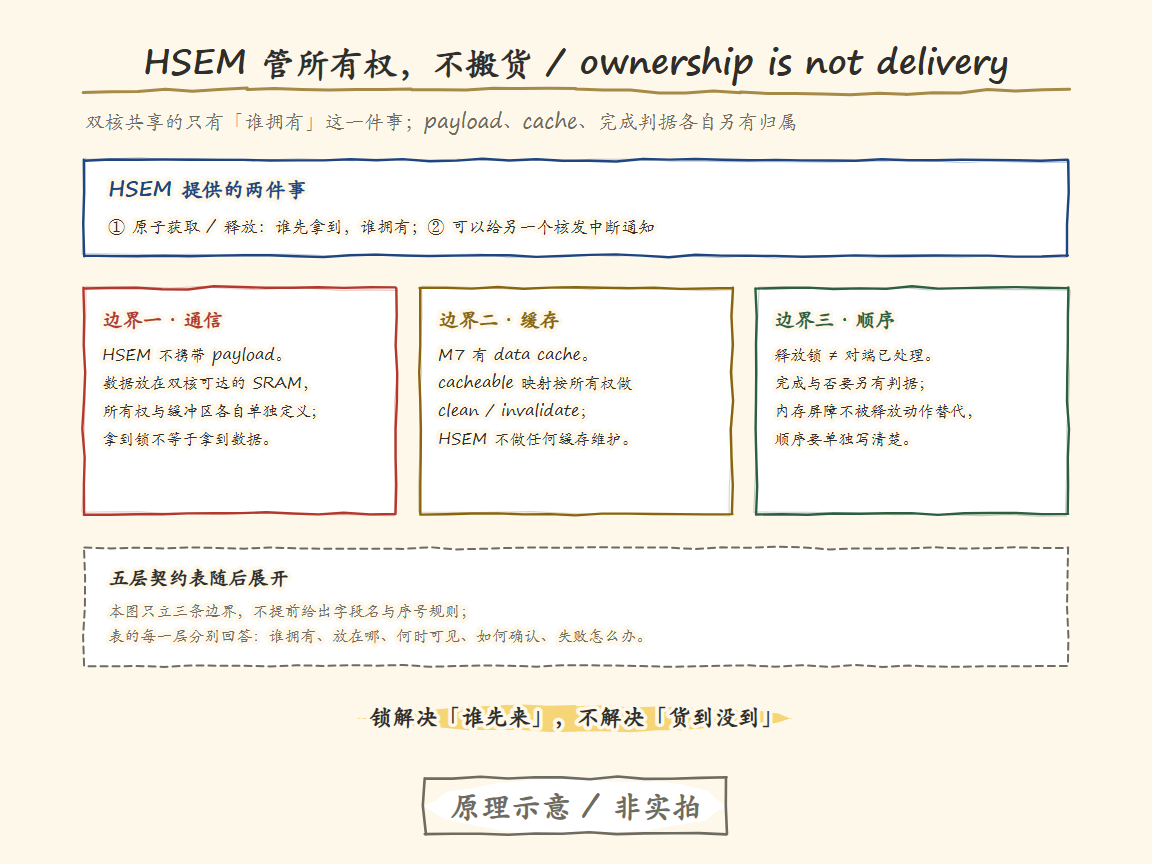 HSEM 管所有权，不搬货 / ownership is not delivery
双核共享的只有「谁拥有」这一件事；payload、cache、完成判据各自另有归属
HSEM 提供的两件事
① 原子获取 / 释放：谁先拿到，谁拥有；② 可以给另一个核发中断通知
边界一 · 通信
HSEM 不携带 payload。
数据放在双核可达的 SRAM，
所有权与缓冲区各自单独定义；
拿到锁不等于拿到数据。
边界二 · 缓存
M7 有 data cache。
cacheable 映射按所有权做
clean / invalidate；
HSEM 不做任何缓存维护。
边界三 · 顺序
释放锁 ≠ 对端已处理。
完成与否要另有判据；
内存屏障不被释放动作替代，
顺序要单独写清楚。
五层契约表随后展开
本图只立三条边界，不提前给出字段名与序号规则；
表的每一层分别回答：谁拥有、放在哪、何时可见、如何确认、失败怎么办。
锁解决「谁先来」，不解决「货到没到」
原理示意 / 非实拍